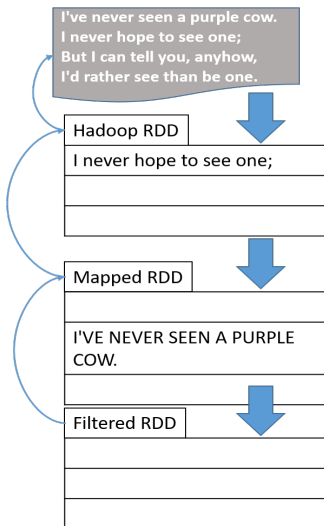 I've never seen a purple cow.
I never hope to see one;
But I can tell you, anyhow,
I'd rather see than be one.
Hadoop RDD
I never hope to see one;
Mapped RDD
I'VE NEVER SEEN A PURPLE
COW.
Filtered RDD